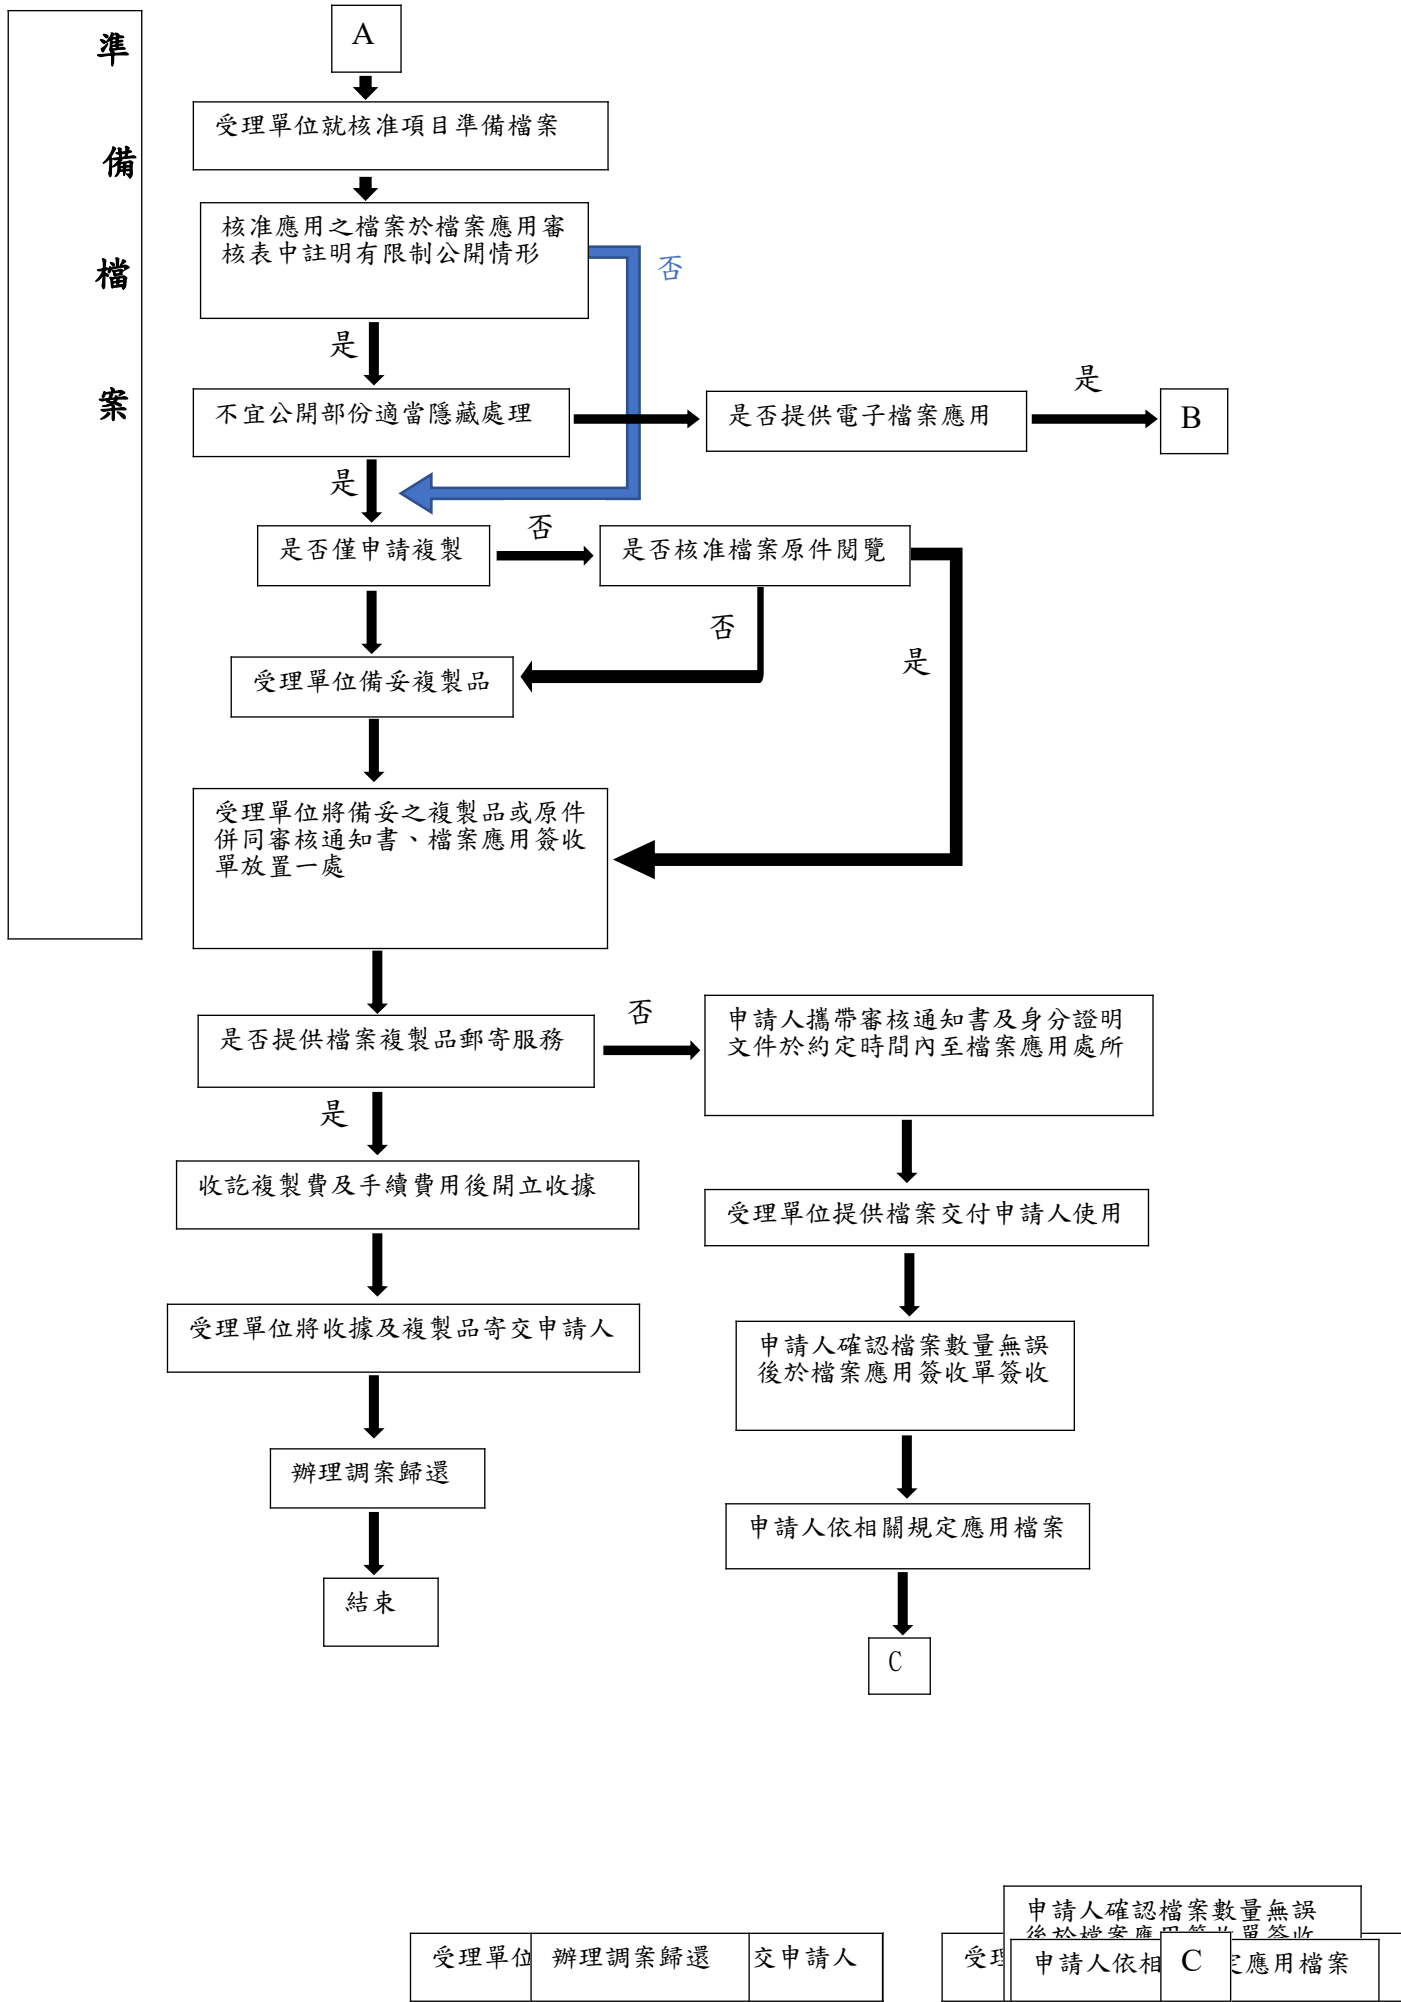 準
備
檔
案
A
受理單位就核准項目準備檔案
核准應用之檔案於檔案應用審
核表中註明有限制公開情形
否
是
不宜公開部份適當隱藏處理
是否提供電子檔案應用
是
B
是
是否僅申請複製
否
是否核准檔案原件閱覽
否
是
受理單位備妥複製品
受理單位將備妥之複製品或原件
併同審核通知書、檔案應用簽收
單放置一處
是否提供檔案複製品郵寄服務
否
申請人攜帶審核通知書及身分證明
文件於約定時間內至檔案應用處所
是
收訖複製費及手續費用後開立收據
受理單位提供檔案交付申請人使用
受理單位將收據及複製品寄交申請人
申請人確認檔案數量無誤
後於檔案應用簽收單簽收
辦理調案歸還
申請人依相關規定應用檔案
結束
C
申請人確認檔案數量無誤
後於檔案應用簽收單簽收
受理單位
辦理調案歸還
交申請人
受理
申請人依相
C
定應用檔案